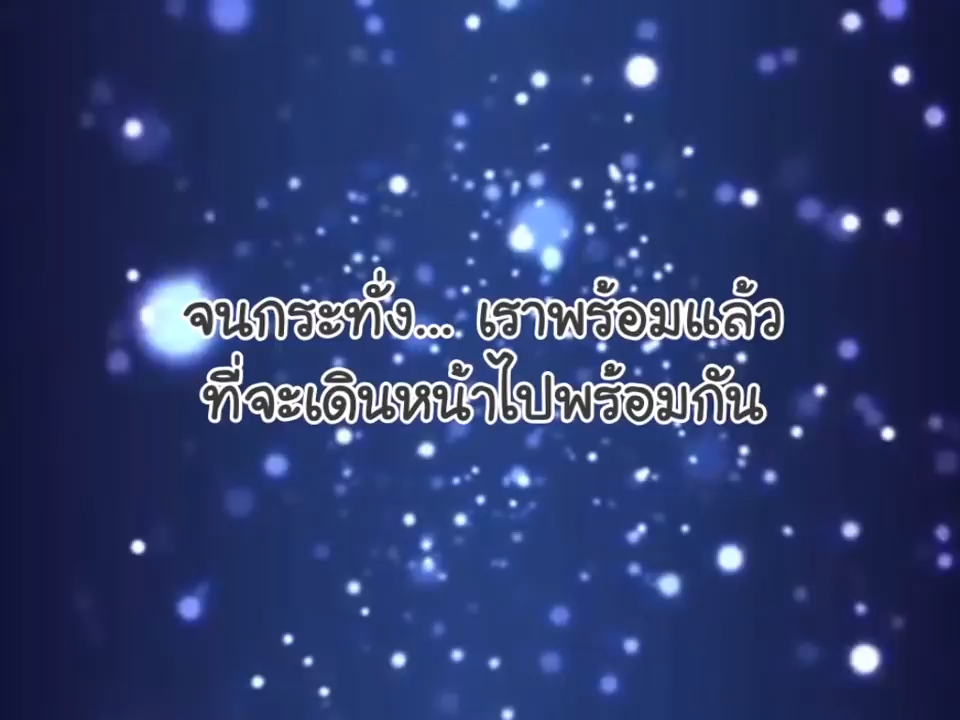 จนกระทั่ง... เราพร้อมแล้ว
ที่จะเดินหน้าไปพร้อมกัน